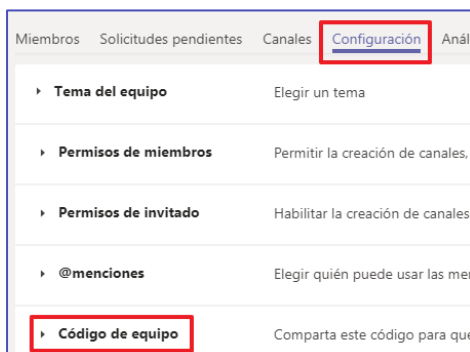 Miembros Solicitudes pendientes Canales Configuración Anál
Tema del equipo Elegir un tema
Permisos de miembros Permitir la creación de canales,
Permisos de invitado Habilitar la creación de canales
@menciones Elegir quién puede usar las me
Código de equipo Comparta este código para que